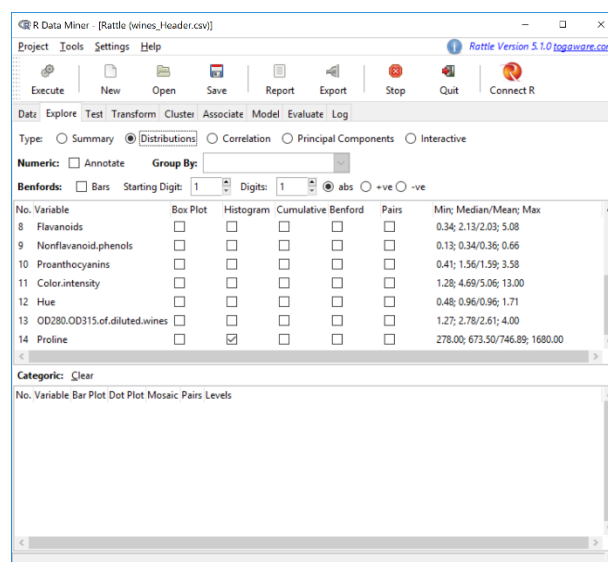 R Data Miner - [Rattle (wines_Header.csv)]
Project Tools Settings Help
Rattle Version 5.1.0 togaware.com
Execute New Open Save Report Export Stop Quit Connect R
Data Explore Test Transform Cluster Associate Model Evaluate Log
Type: Summary Distributions Correlation Principal Components Interactive
Numeric: Annotate Group By:
Benfords: Bars Starting Digit: 1 Digits: 1 abs +ve -ve
No. Variable Box Plot Histogram Cumulative Benford Pairs Min; Median/Mean; Max
8 Flavanoids 0.34; 2.13/2.03; 5.08
9 Nonflavanoid.phenols 0.13; 0.34/0.36; 0.66
10 Proanthocyanins 0.41; 1.56/1.59; 3.58
11 Color.intensity 1.28; 4.69/5.06; 13.00
12 Hue 0.48; 0.96/0.96; 1.71
13 OD280.OD315.of.diluted.wines 1.27; 2.78/2.61; 4.00
14 Proline 278.00; 673.50/746.89; 1680.00
Categoric: Clear
No. Variable Bar Plot Dot Plot Mosaic Pairs Levels